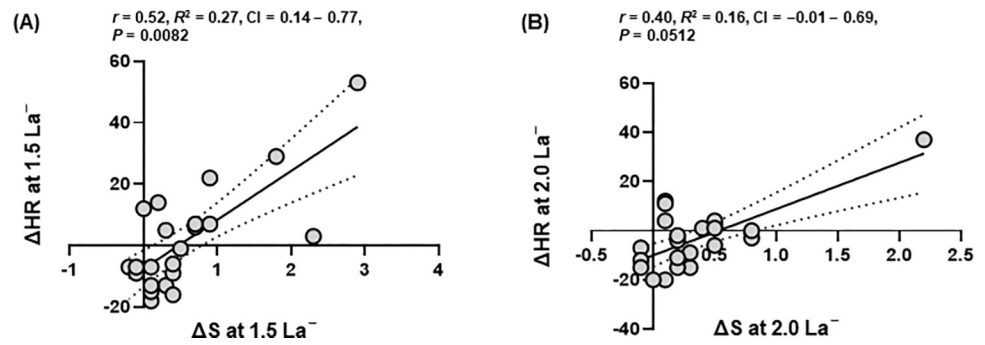 (A)
r = 0.52, R² = 0.27, CI = 0.14 – 0.77,
P = 0.0082
60
40
20
-20
-1
1
2
3
4
ΔHR at 1.5 La⁻
ΔS at 1.5 La⁻
(B)
r = 0.40, R² = 0.16, CI = –0.01 – 0.69,
P = 0.0512
60
40
20
-20
-40
-0.5
0.5
1.0
1.5
2.0
2.5
ΔHR at 2.0 La⁻
ΔS at 2.0 La⁻